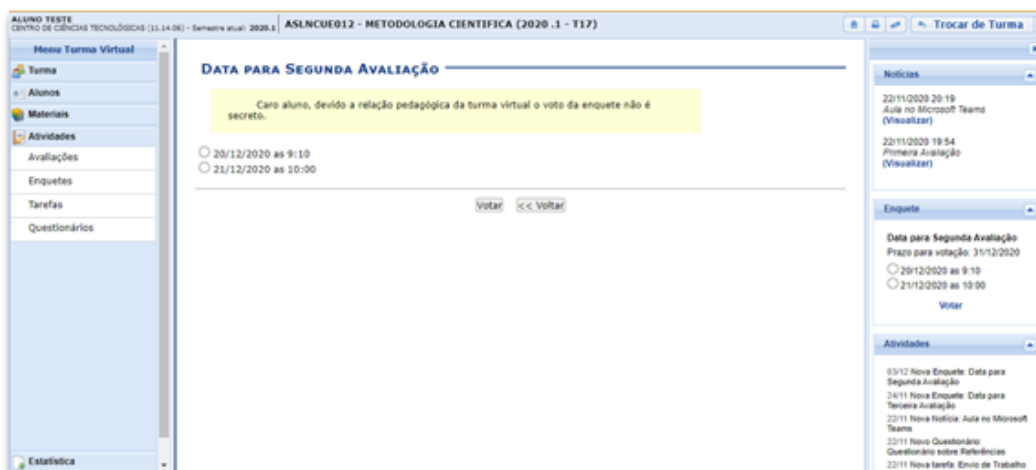 ALUNO TESTE
CENTRO DE CIÊNCIAS TECNOLÓGICAS (11.14.06) - Semestre atual: 2020.1
ASLNCUE012 - METODOLOGIA CIENTIFICA (2020 .1 - T17)
Trocar de Turma
Menu Turma Virtual
Turma
Alunos
Materiais
Atividades
Avaliações
Enquetes
Tarefas
Questionários
Estatística
DATA PARA SEGUNDA AVALIAÇÃO
Caro aluno, devido a relação pedagógica da turma virtual o voto da enquete não é
secreto.
20/12/2020 as 9:10
21/12/2020 as 10:00
Votar << Voltar
Notícias
22/11/2020 20:19
Aula no Microsoft Teams
(Visualizar)
22/11/2020 19:54
Primeira Avaliação
(Visualizar)
Enquete
Data para Segunda Avaliação
Prazo para votação: 31/12/2020
20/12/2020 as 9:10
21/12/2020 as 10:00
Votar
Atividades
03/12 Nova Enquete: Data para
Segunda Avaliação
24/11 Nova Enquete: Data para
Terceira Avaliação
22/11 Nova Notícia: Aula no Microsoft
Teams
22/11 Novo Questionário:
Questionário sobre Referências
22/11 Nova tarefa: Envio de Trabalho